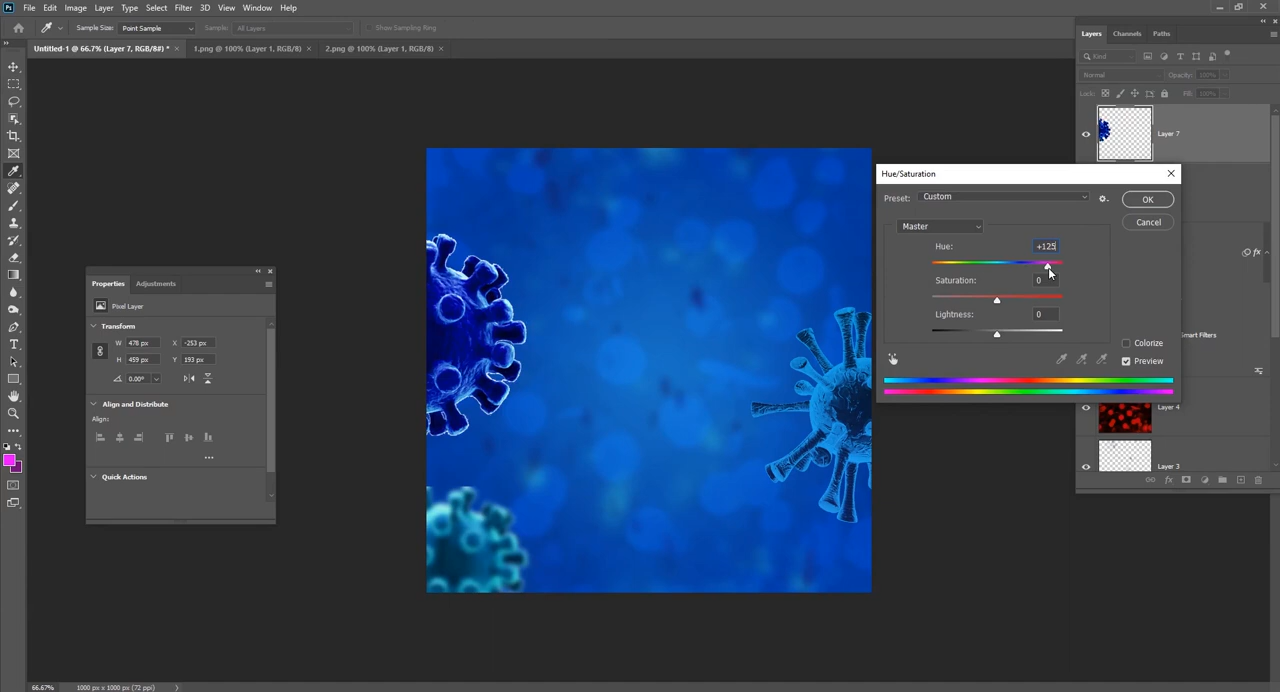 Ps File Edit Image Layer Type Select Filter 3D View Window Help
Sample Size: Point Sample Sample: All Layers Show Sampling Ring
Untitled-1 @ 66.7% (Layer 7, RGB/8#) * × 1.png @ 100% (Layer 1, RGB/8) × 2.png @ 100% (Layer 1, RGB/8) ×
Layers Channels Paths
Kind
Normal Opacity: 100%
Lock: Fill: 100%
Layer 7
Hue/Saturation
Preset: Custom
OK
Master
Cancel
Hue: +125
Saturation: 0
Lightness: 0
Colorize
Preview
Smart Filters
Layer 4
Layer 3
Properties Adjustments
Pixel Layer
Transform
W 478 px X -253 px
H 459 px Y 193 px
0.00°
Align and Distribute
Align:
Quick Actions
66.67% 1000 px x 1000 px (72 ppi)